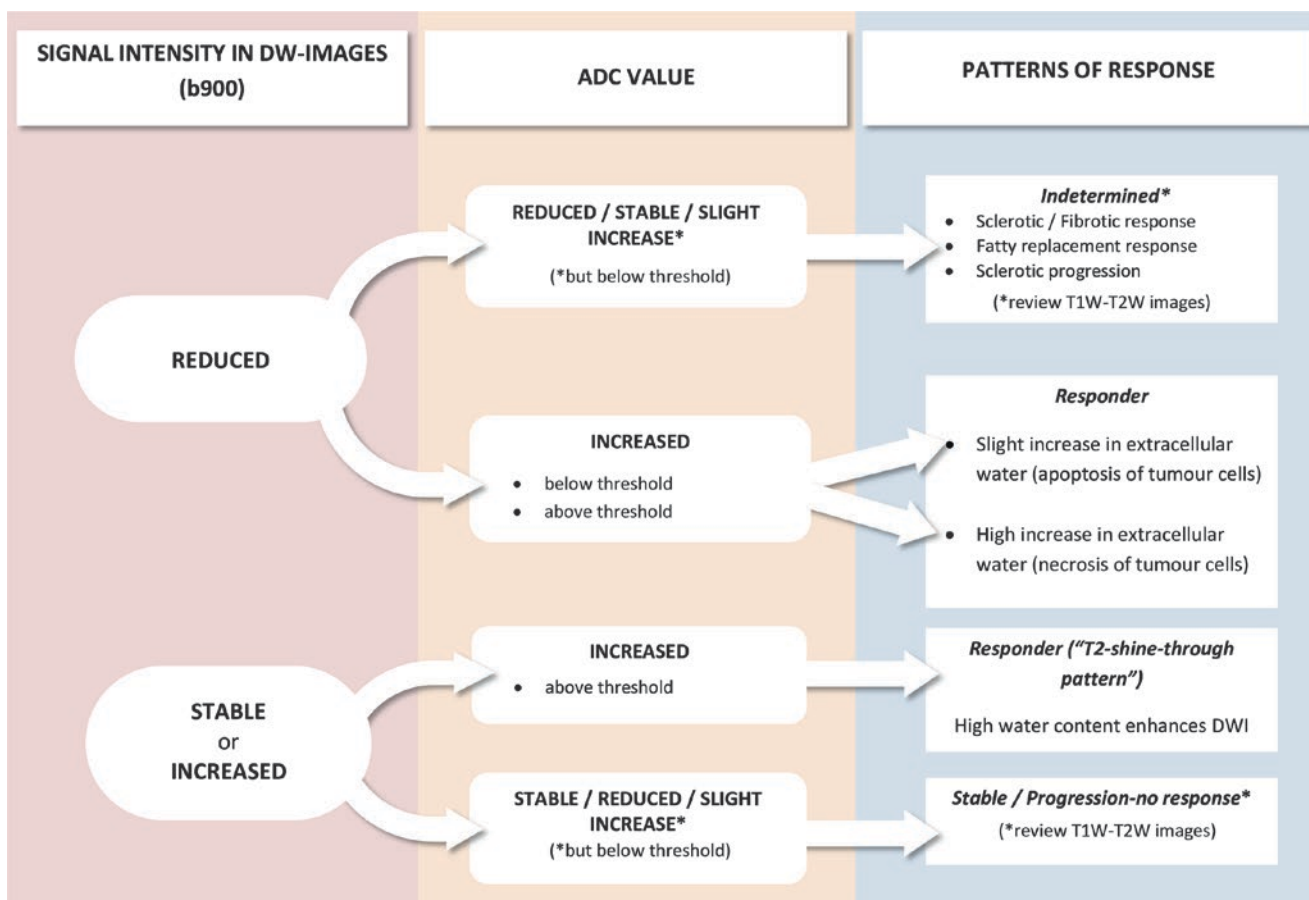 SIGNAL INTENSITY IN DW-IMAGES
(b900)
ADC VALUE
PATTERNS OF RESPONSE
REDUCED
REDUCED / STABLE / SLIGHT
INCREASE*
(*but below threshold)
Indetermined*
• Sclerotic / Fibrotic response
• Fatty replacement response
• Sclerotic progression
(*review T1W-T2W images)
INCREASED
• below threshold
• above threshold
Responder
• Slight increase in extracellular
water (apoptosis of tumour cells)
• High increase in extracellular
water (necrosis of tumour cells)
STABLE
or
INCREASED
INCREASED
• above threshold
Responder (“T2-shine-through
pattern”)
High water content enhances DWI
STABLE / REDUCED / SLIGHT
INCREASE*
(*but below threshold)
Stable / Progression-no response*
(*review T1W-T2W images)